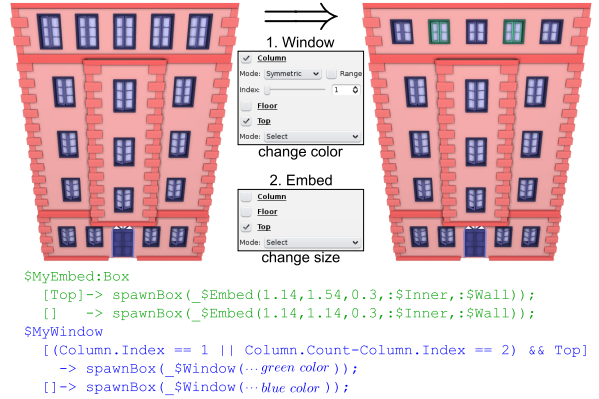 1. Window
Column
Mode: Symmetric Range
Index: 1
Floor
Top
Mode: Select
change color
2. Embed
Column
Floor
Top
Mode: Select
change size
$MyEmbed:Box
[Top]-> spawnBox(_$Embed(1.14,1.54,0.3,:$Inner,:$Wall));
[] -> spawnBox(_$Embed(1.14,1.14,0.3,:$Inner,:$Wall));
$MyWindow
[(Column.Index == 1 || Column.Count-Column.Index == 2) && Top]
-> spawnBox(_$Window(··· green color ));
[]-> spawnBox(_$Window(··· blue color ));